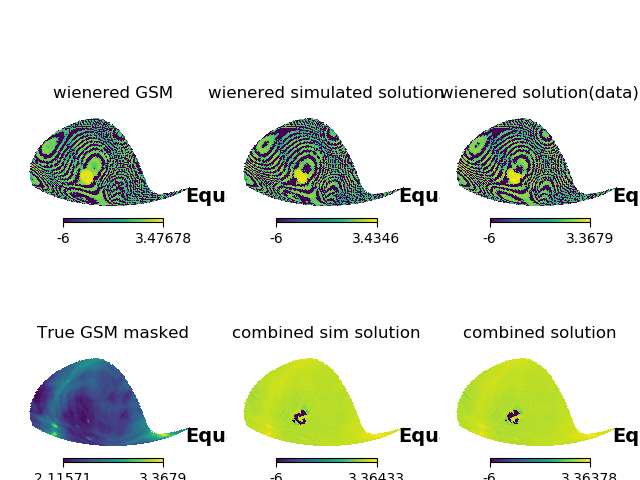 wienered GSM
wienered simulated solution
wienered solution(data)
Equ
Equ
Eq
-6 3.47678
-6 3.4346
-6 3.3679
True GSM masked
combined sim solution
combined solution
Equ
Equ
Eq
2.11571 3.3679
-6 3.36433
-6 3.36378